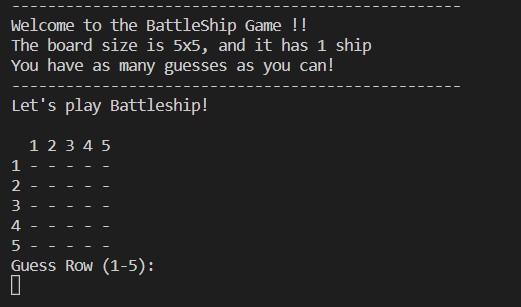 --------------------------------------------------
Welcome to the BattleShip Game !!
The board size is 5x5, and it has 1 ship
You have as many guesses as you can!
--------------------------------------------------
Let's play Battleship!
  1 2 3 4 5
1 - - - - -
2 - - - - -
3 - - - - -
4 - - - - -
5 - - - - -
Guess Row (1-5):